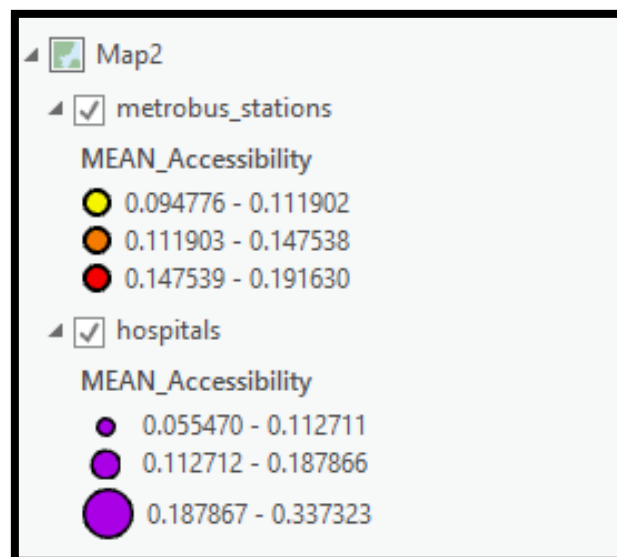 Map2
metrobus_stations
MEAN_Accessibility
0.094776 - 0.111902
0.111903 - 0.147538
0.147539 - 0.191630
hospitals
MEAN_Accessibility
0.055470 - 0.112711
0.112712 - 0.187866
0.187867 - 0.337323